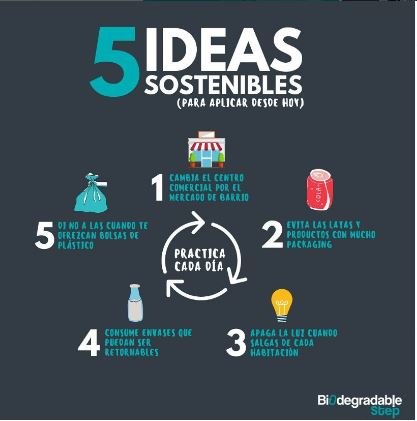 5 IDEAS
SOSTENIBLES
(PARA APLICAR DESDE HOY)
1 CAMBIA EL CENTRO
COMERCIAL POR EL
MERCADO DE BARRIO
COLA
2 EVITA LAS LATAS Y
PRODUCTOS CON MUCHO
PACKAGING
3 APAGA LA LUZ CUANDO
SALGAS DE CADA
HABITACIÓN
4 CONSUME ENVASES QUE
PUEDAN SER
RETORNABLES
5 DI NO A LAS CUANDO TE
OFREZCAN BOLSAS DE
PLÁSTICO
PRACTICA
CADA DÍA
Bi0degradable
Step